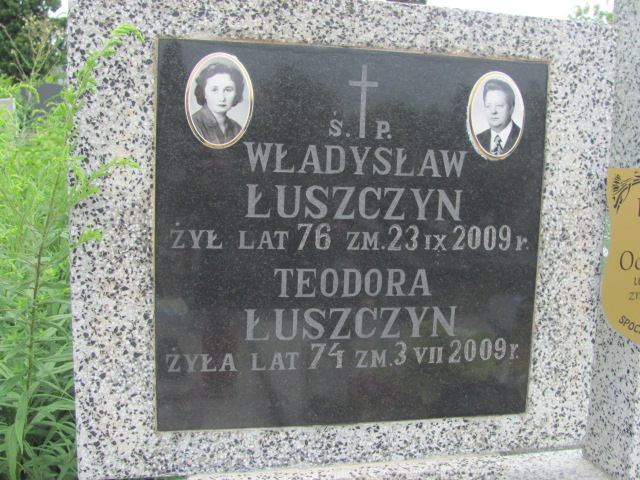 Ś. P.
WŁADYSŁAW
ŁUSZCZYN
ŻYŁ LAT 76 ZM. 23 IX 2009 r.
TEODORA
ŁUSZCZYN
ŻYŁA LAT 74 ZM. 3 VII 2009 r.